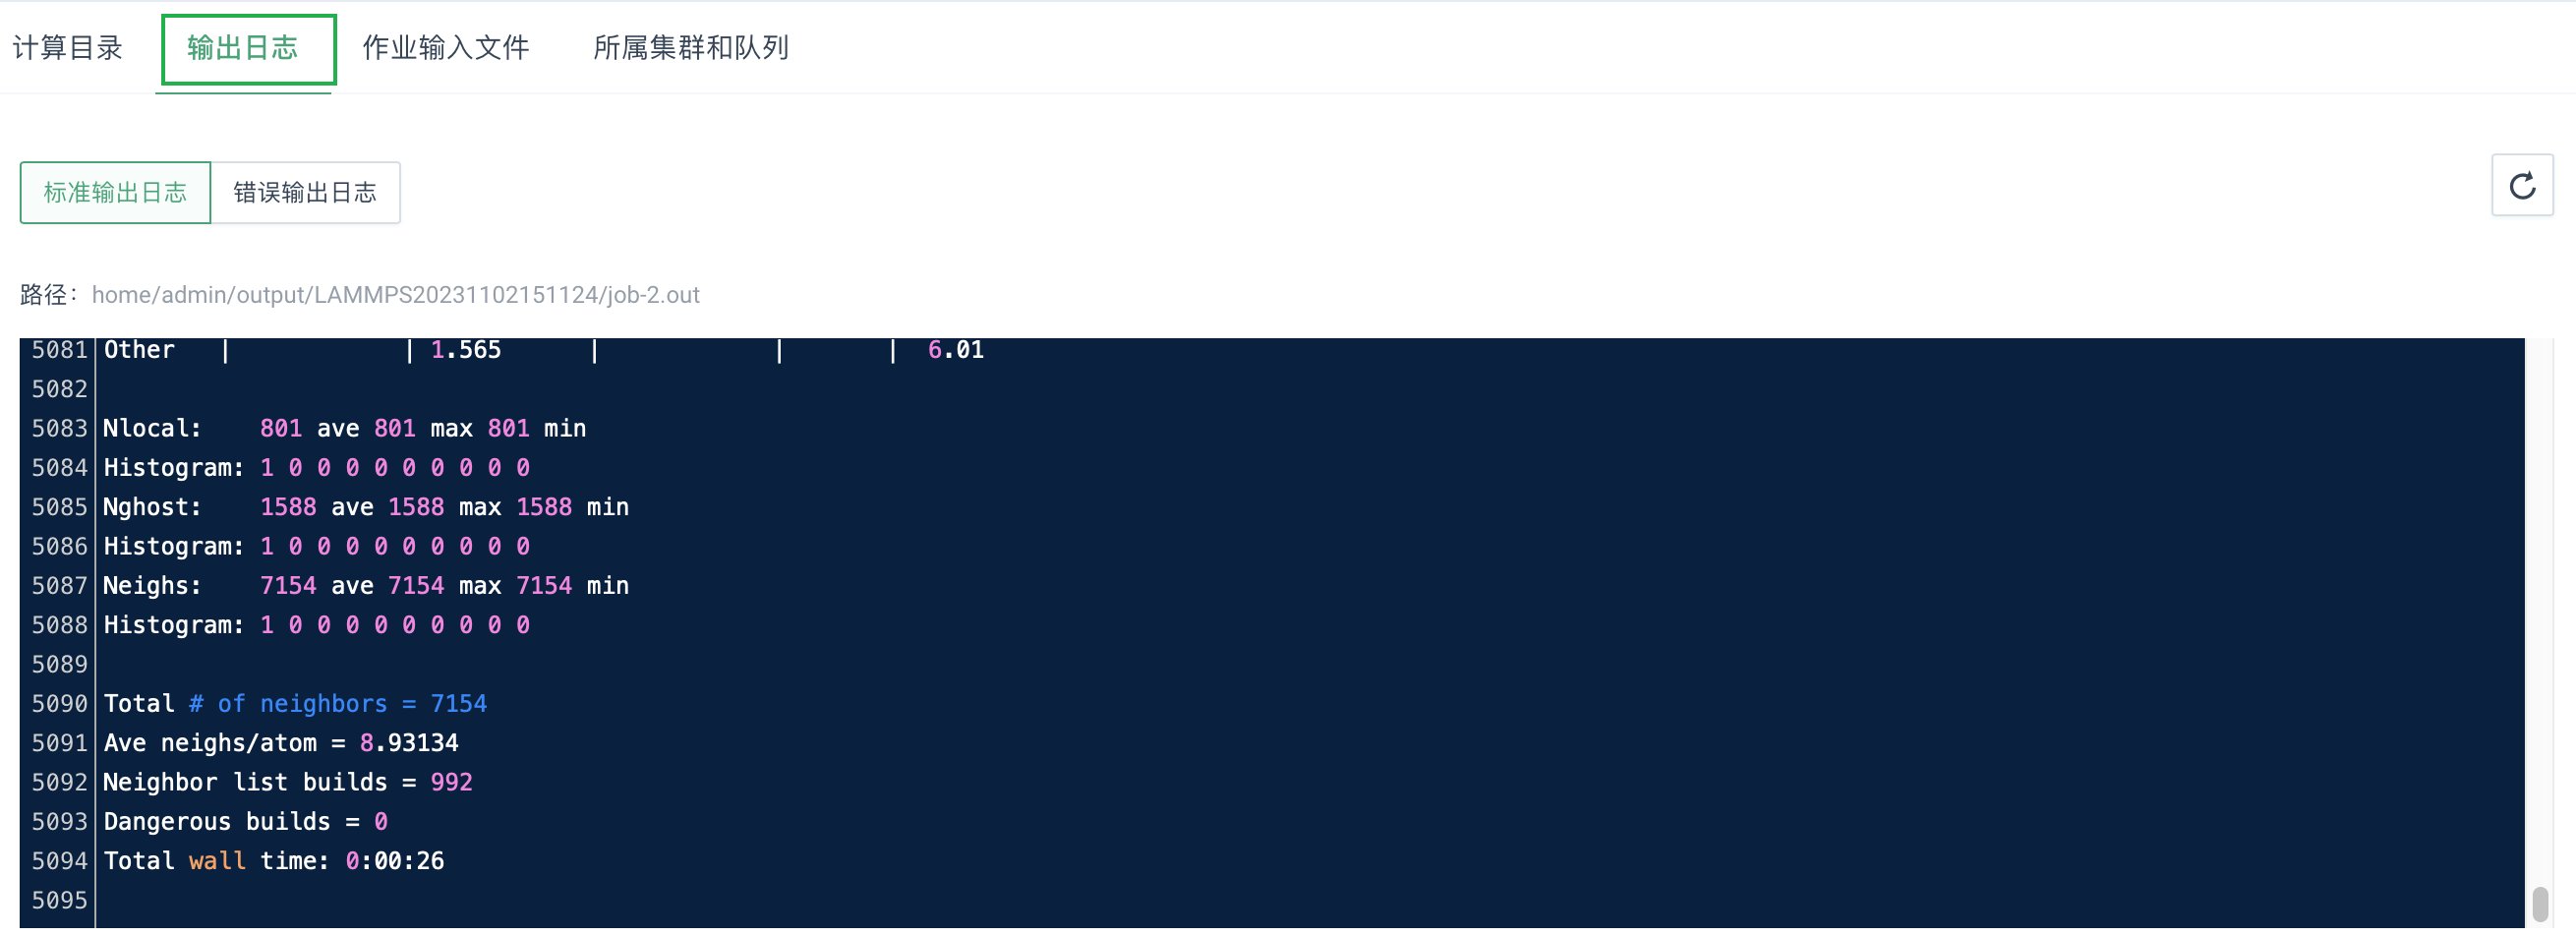 计算目录 输出日志 作业输入文件 所属集群和队列
标准输出日志 错误输出日志
路径： home/admin/output/LAMMPS20231102151124/job-2.out
5081 Other   |            | 1.565      |            |       |  6.01
5082
5083 Nlocal:    801 ave 801 max 801 min
5084 Histogram: 1 0 0 0 0 0 0 0 0 0
5085 Nghost:    1588 ave 1588 max 1588 min
5086 Histogram: 1 0 0 0 0 0 0 0 0 0
5087 Neighs:    7154 ave 7154 max 7154 min
5088 Histogram: 1 0 0 0 0 0 0 0 0 0
5089
5090 Total # of neighbors = 7154
5091 Ave neighs/atom = 8.93134
5092 Neighbor list builds = 992
5093 Dangerous builds = 0
5094 Total wall time: 0:00:26
5095